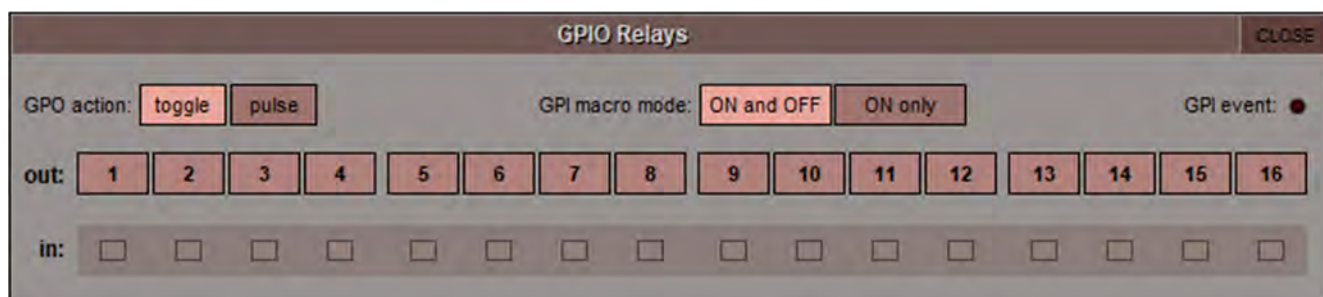 GPIO Relays CLOSE
GPO action: toggle pulse GPI macro mode: ON and OFF ON only GPI event:
out: 1 2 3 4 5 6 7 8 9 10 11 12 13 14 15 16
in: